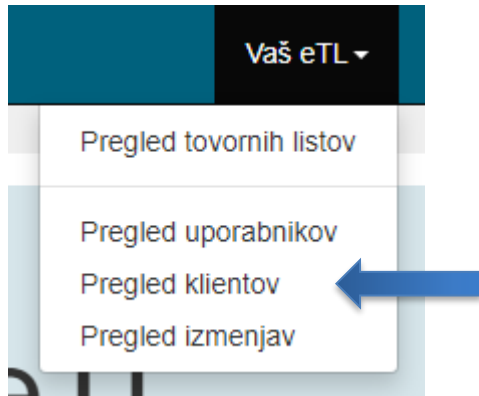 Vaš eTL
Pregled tovornih listov
Pregled uporabnikov
Pregled klientov
Pregled izmenjav